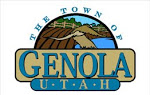 THE TOWN OF
GENOLA
UTAH